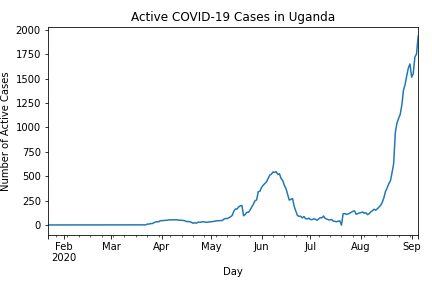 Active COVID-19 Cases in Uganda
Number of Active Cases
2000
1750
1500
1250
1000
750
500
250
0
Feb Mar Apr May Jun Jul Aug Sep
2020
Day